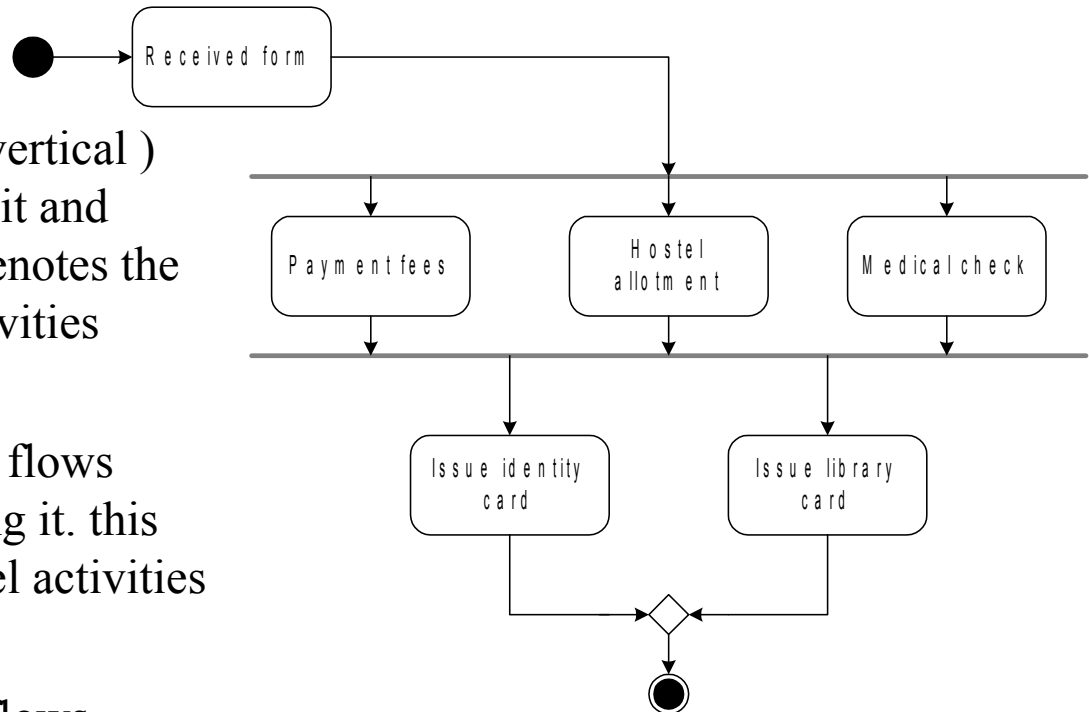 Received form
vertical )
it and
enotes the
vities
flows
g it. this
el activities
lows
Payment fees
Hostel
allotment
Medical check
Issue identity
card
Issue library
card